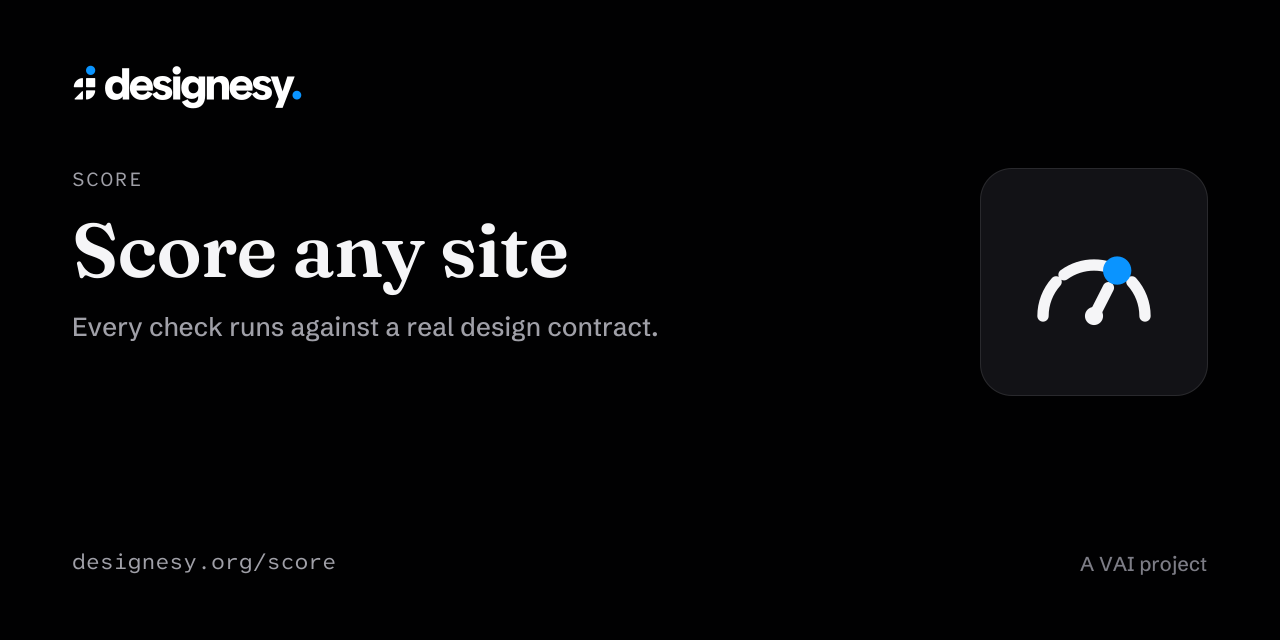 designesy.
SCORE
Score any site
Every check runs against a real design contract.
designesy.org/score
A VAI project